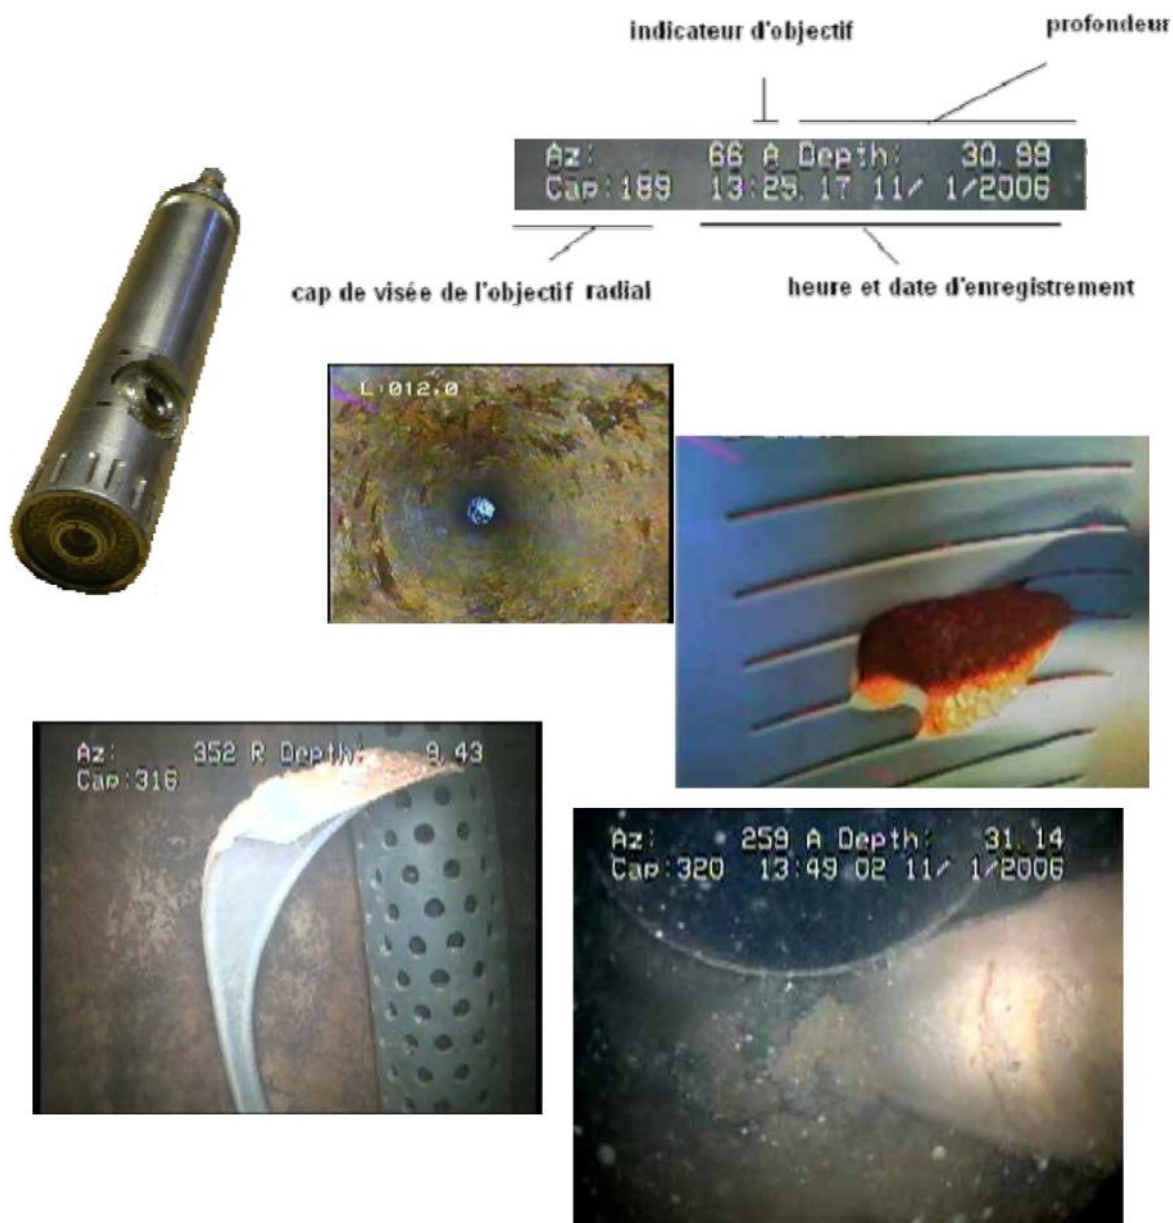 indicateur d'objectif
profondeur
Az: 66 A Depth: 30.99
Cap:189 13:25.17 11/ 1/2006
cap de visée de l'objectif radial
heure et date d'enregistrement
L:012,0
Az: 352 R Depth: 9.43
Cap:316
Az: 259 A Depth: 31.14
Cap:320 13:49 02 11/ 1/2006